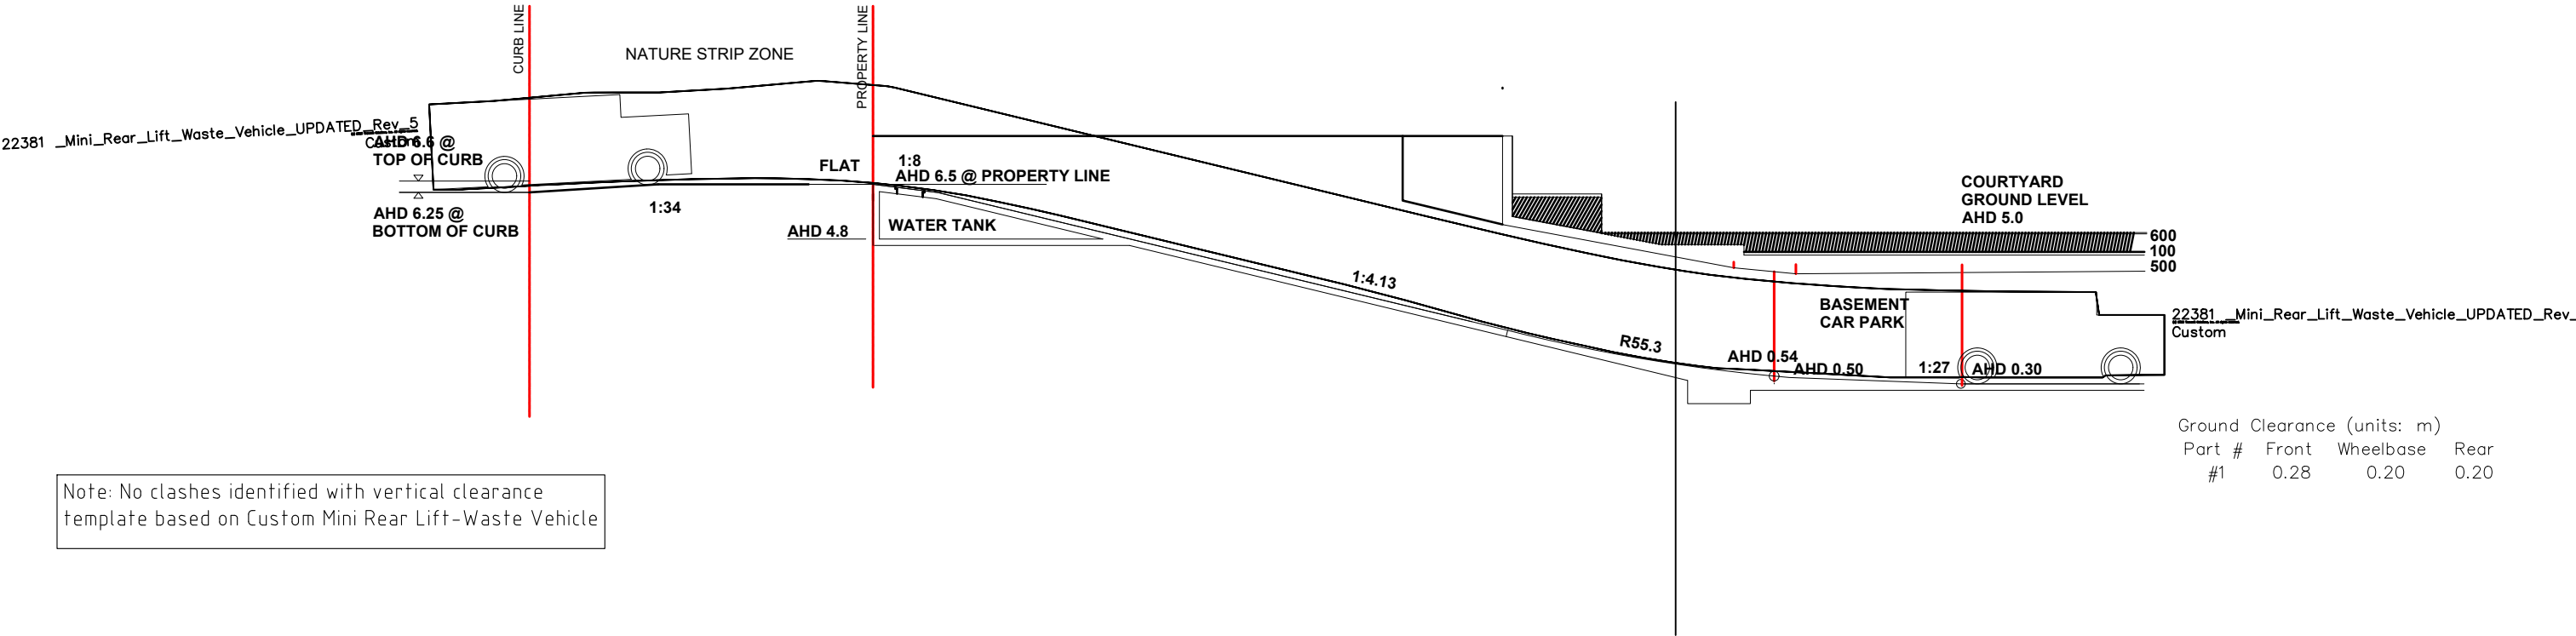 CURB LINE
NATURE STRIP ZONE
PROPERTY LINE
22381 _Mini_Rear_Lift_Waste_Vehicle_UPDATED_Rev_5
Custom
AHD 6.6 @
TOP OF CURB
FLAT
1:8
AHD 6.5 @ PROPERTY LINE
AHD 6.25 @
BOTTOM OF CURB
1:34
AHD 4.8
WATER TANK
COURTYARD
GROUND LEVEL
AHD 5.0
600
100
500
1:4.13
R55.3
BASEMENT
CAR PARK
AHD 0.54
AHD 0.50
1:27
AHD 0.30
22381 _Mini_Rear_Lift_Waste_Vehicle_UPDATED_Rev_
Custom
Ground Clearance (units: m)
Part # Front Wheelbase Rear
#1 0.28 0.20 0.20
Note: No clashes identified with vertical clearance
template based on Custom Mini Rear Lift-Waste Vehicle